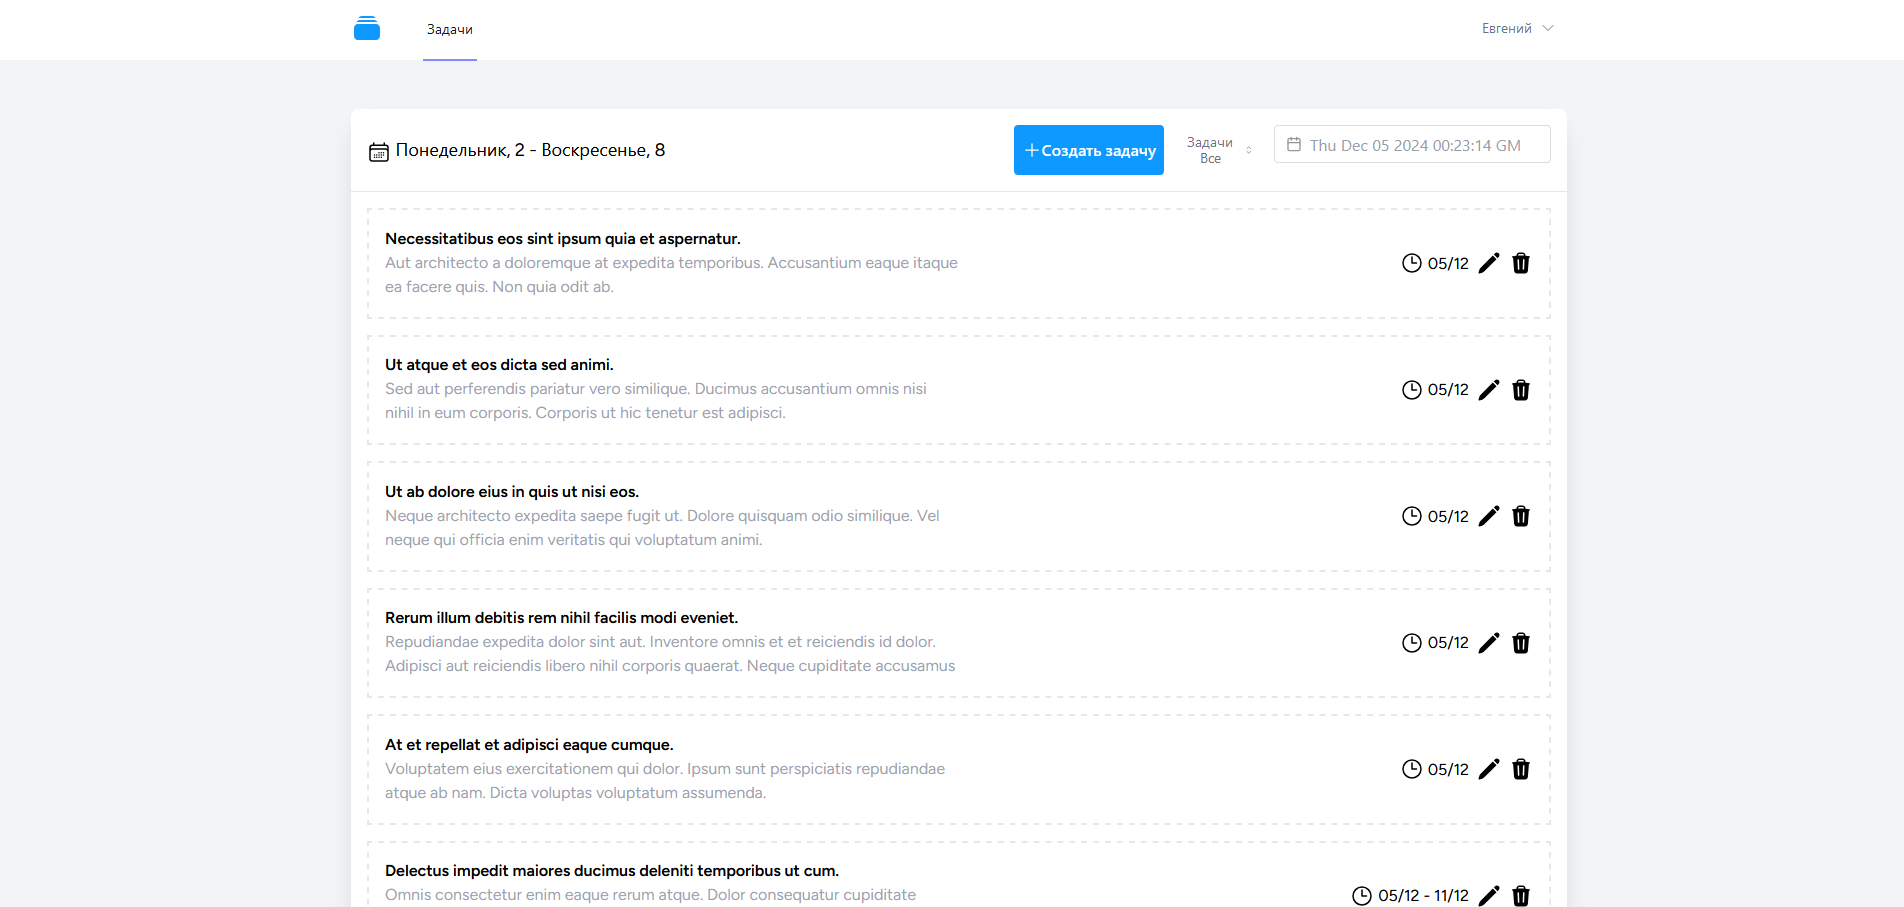 Задачи
Евгений
Понедельник, 2 - Воскресенье, 8
Создать задачу
Задачи
Все
Thu Dec 05 2024 00:23:14 GM
Necessitatibus eos sint ipsum quia et aspernatur.
Aut architecto a doloremque at expedita temporibus. Accusantium eaque itaque
ea facere quis. Non quia odit ab.
05/12
Ut atque et eos dicta sed animi.
Sed aut perferendis pariatur vero similique. Ducimus accusantium omnis nisi
nihil in eum corporis. Corporis ut hic tenetur est adipisci.
05/12
Ut ab dolore eius in quis ut nisi eos.
Neque architecto expedita saepe fugit ut. Dolore quisquam odio similique. Vel
neque qui officia enim veritatis qui voluptatum animi.
05/12
Rerum illum debitis rem nihil facilis modi eveniet.
Repudiandae expedita dolor sint aut. Inventore omnis et et reiciendis id dolor.
Adipisci aut reiciendis libero nihil corporis quaerat. Neque cupiditate accusamus
05/12
At et repellat et adipisci eaque cumque.
Voluptatem eius exercitationem qui dolor. Ipsum sunt perspiciatis repudiandae
atque ab nam. Dicta voluptas voluptatum assumenda.
05/12
Delectus impedit maiores ducimus deleniti temporibus ut cum.
Omnis consectetur enim eaque rerum atque. Dolor consequatur cupiditate
05/12 - 11/12